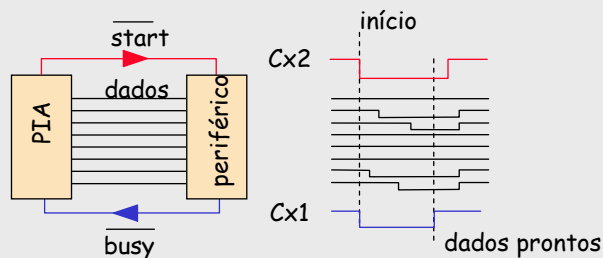 start
dados
PIA
periférico
busy
início
Cx2
Cx1
dados prontos